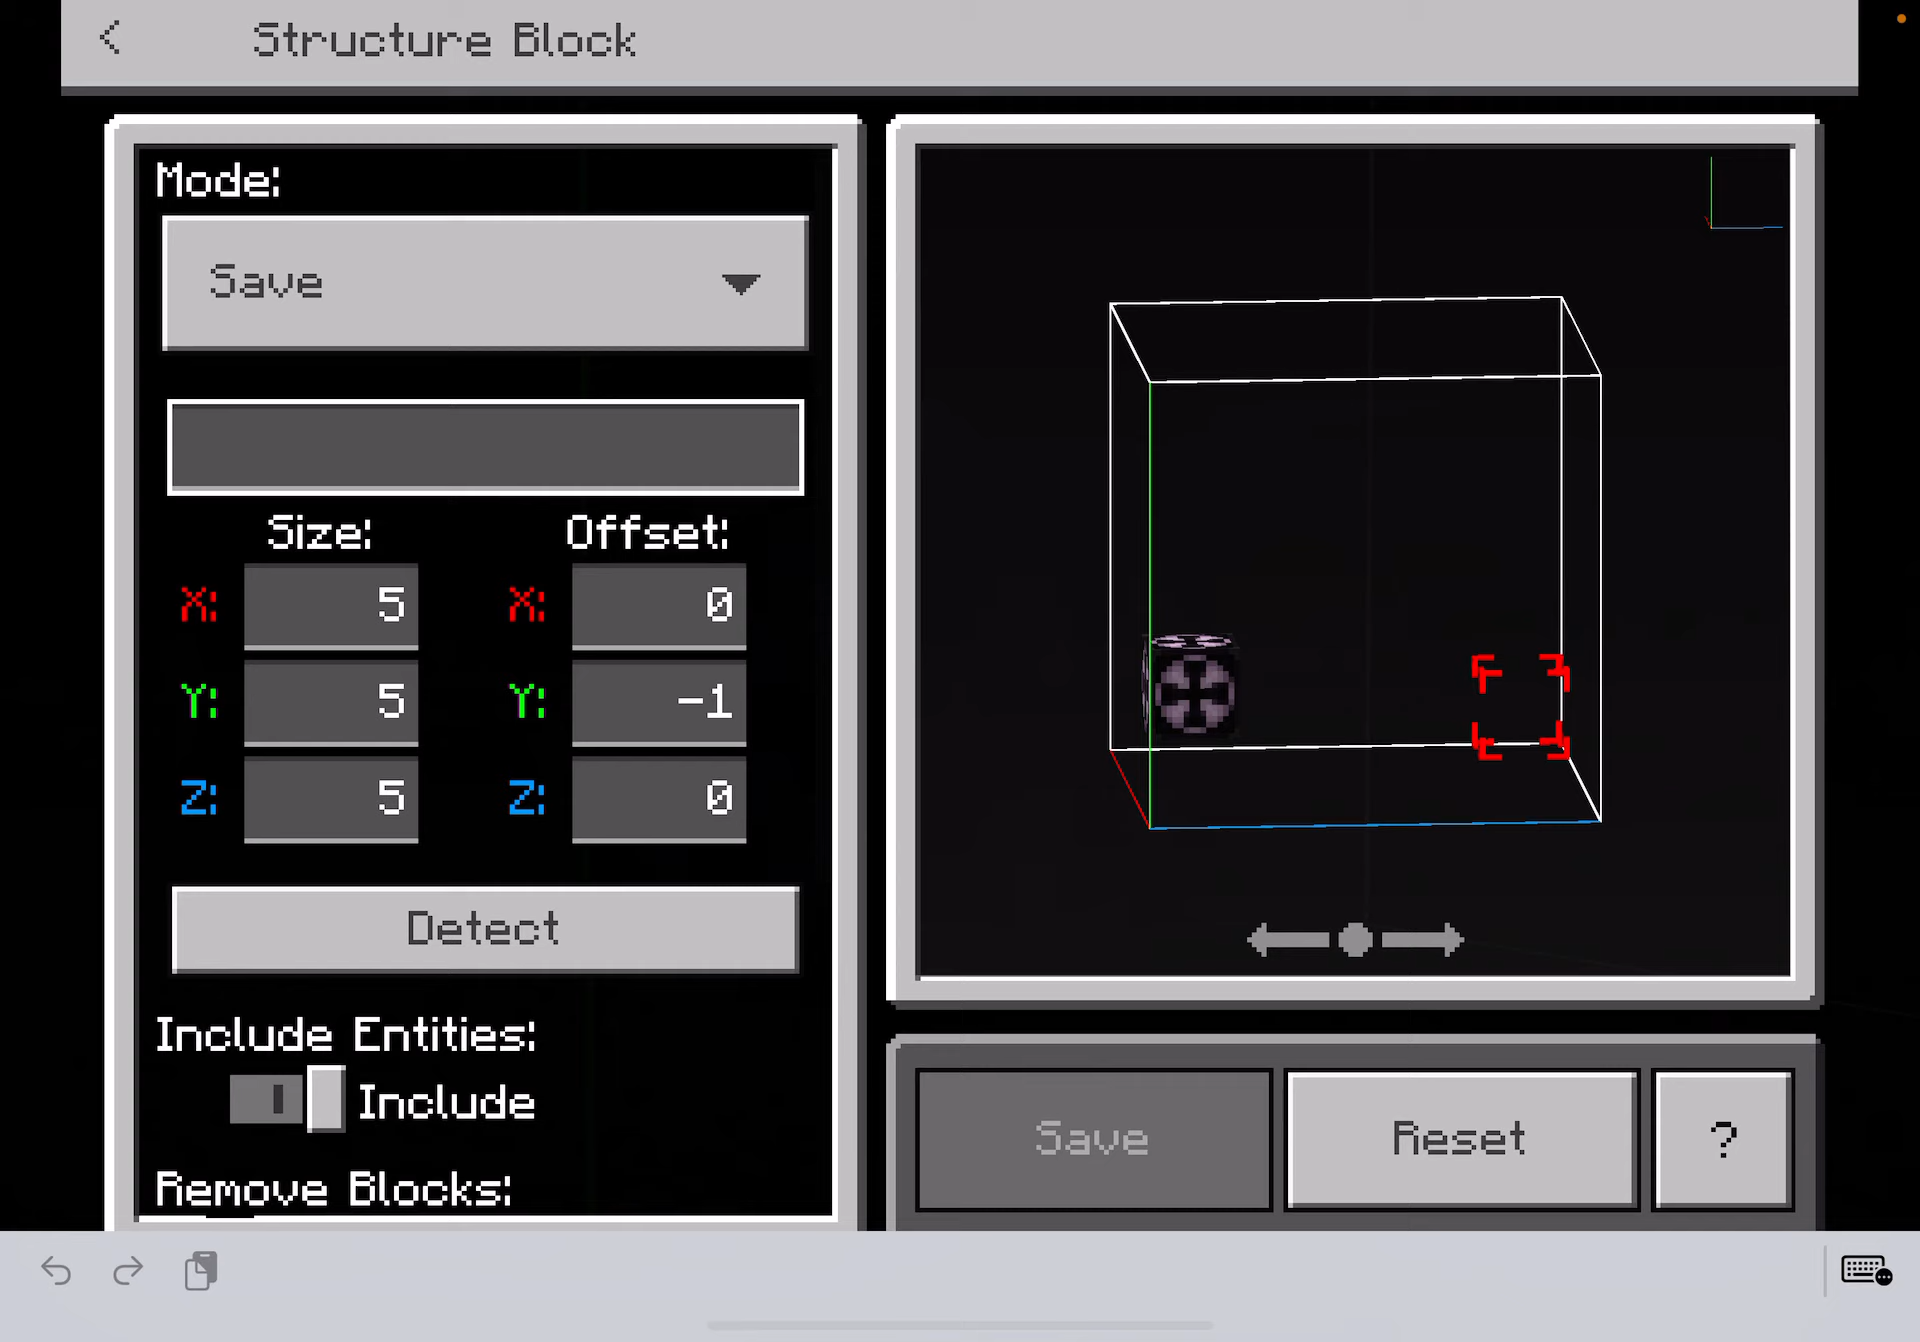 Structure Block
Mode:
Save
Size: Offset:
X: 5 X: 0
Y: 5 Y: -1
Z: 5 Z: 0
Detect
Include Entities:
Include
Remove Blocks:
Save Reset ?